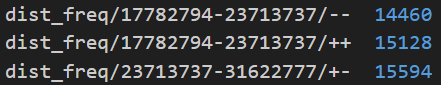 dist_freq/17782794-23713737/--  14460
dist_freq/17782794-23713737/++  15128
dist_freq/23713737-31622777/+-  15594